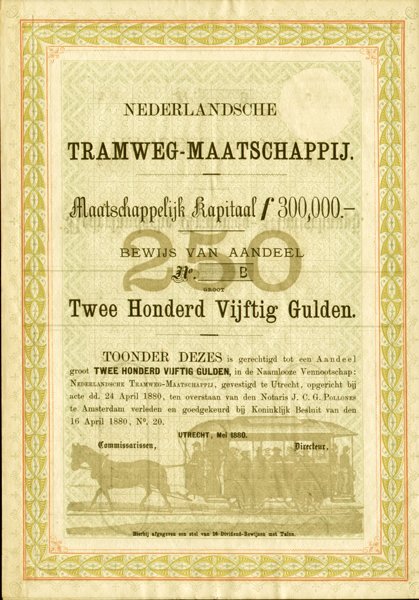 NEDERLANDSCHE
TRAMWEG-MAATSCHAPPIJ.
Maatschappelijk Kapitaal f 300,000.-
BEWIJS VAN AANDEEL
250
No. B
GROOT
Twee Honderd Vijftig Gulden.
TOONDER DEZES is gerechtigd tot een Aandeel
groot TWEE HONDERD VIJFTIG GULDEN, in de Naamlooze Vennootschap:
NEDERLANDSCHE TRAMWEG-MAATSCHAPPIJ, gevestigd te Utrecht, opgericht bij
acte dd. 24 April 1880, ten overstaan van den Notaris J. C. G. POLLONES
te Amsterdam verleden en goedgekeurd bij Koninklijk Besluit van den
16 April 1880, No. 20.
UTRECHT, Mei 1880.
Commissarissen, Directeur,
Hierbij afgegeven een stel van 16 Dividend-Bewijzen met Talon.